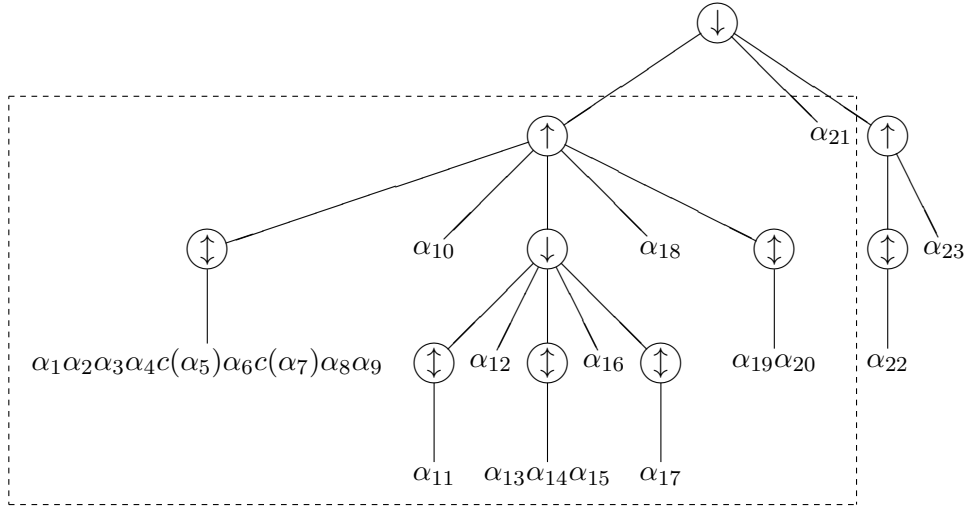 ↓
↑ α₂₁ ↑
↕ α₁₀ ↓ α₁₈ ↕ ↕ α₂₃
α₁α₂α₃α₄c(α₅)α₆c(α₇)α₈α₉ ↕ α₁₂ ↕ α₁₆ ↕ α₁₉α₂₀ α₂₂
α₁₁ α₁₃α₁₄α₁₅ α₁₇